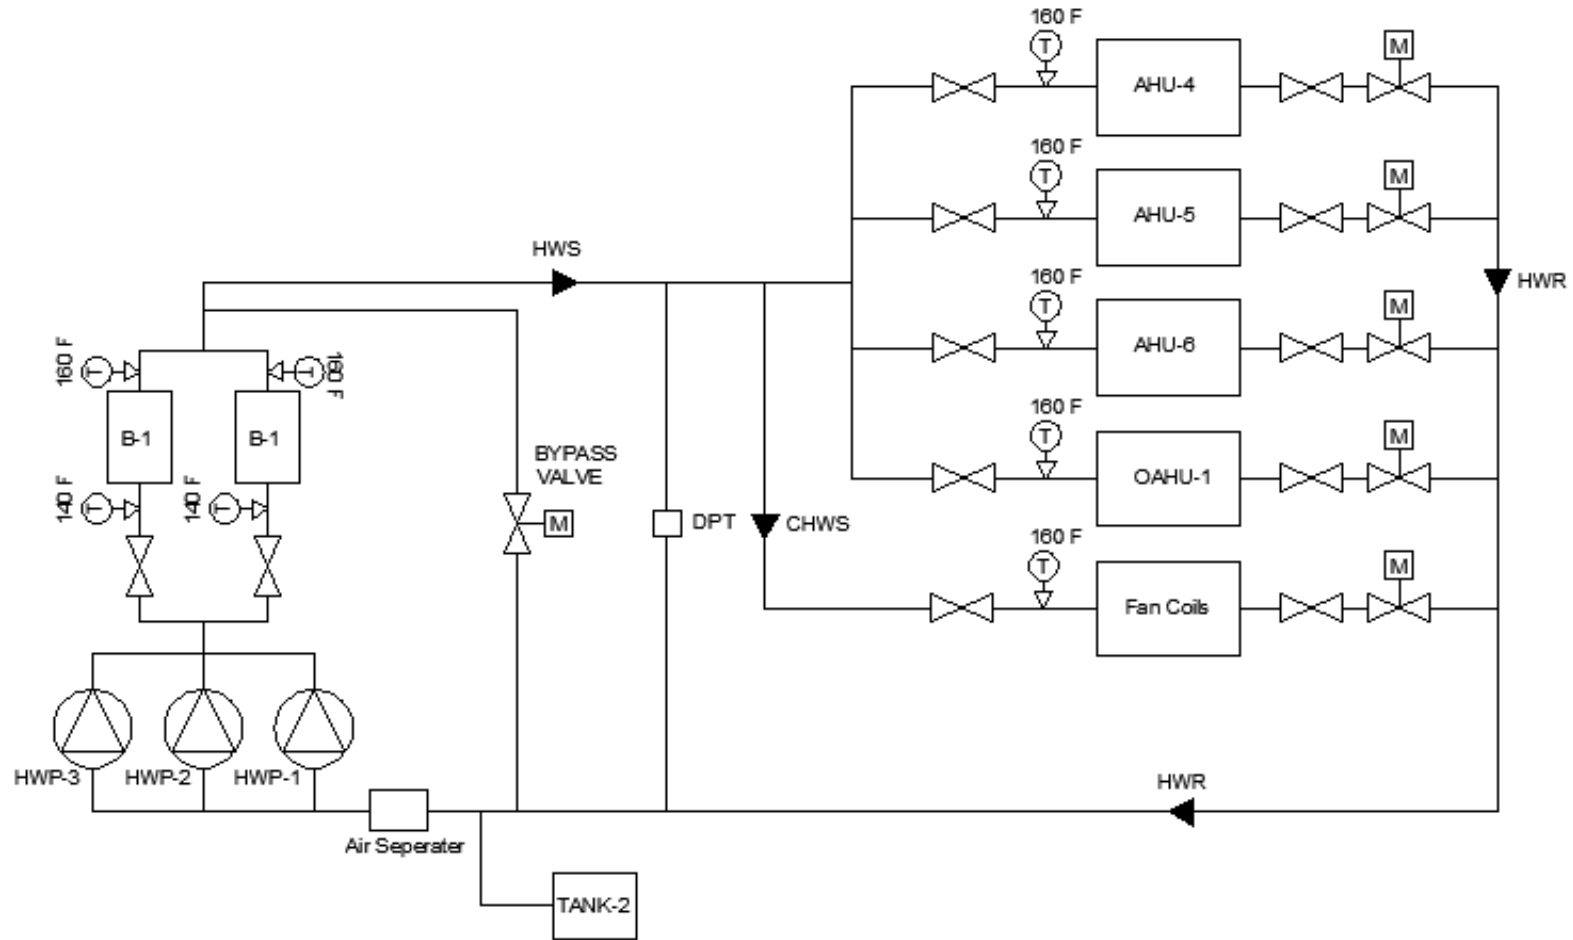 160 F
T
M
AHU-4
160 F
T
M
AHU-5
HWS
160 F
T
M
HWR
AHU-6
160 F
T
160 F
T
B-1
B-1
160 F
T
M
OAHU-1
BYPASS
VALVE
M
DPT
CHWS
140 F
T
140 F
T
160 F
T
M
Fan Coils
HWP-3
HWP-2
HWP-1
HWR
Air Seperater
TANK-2